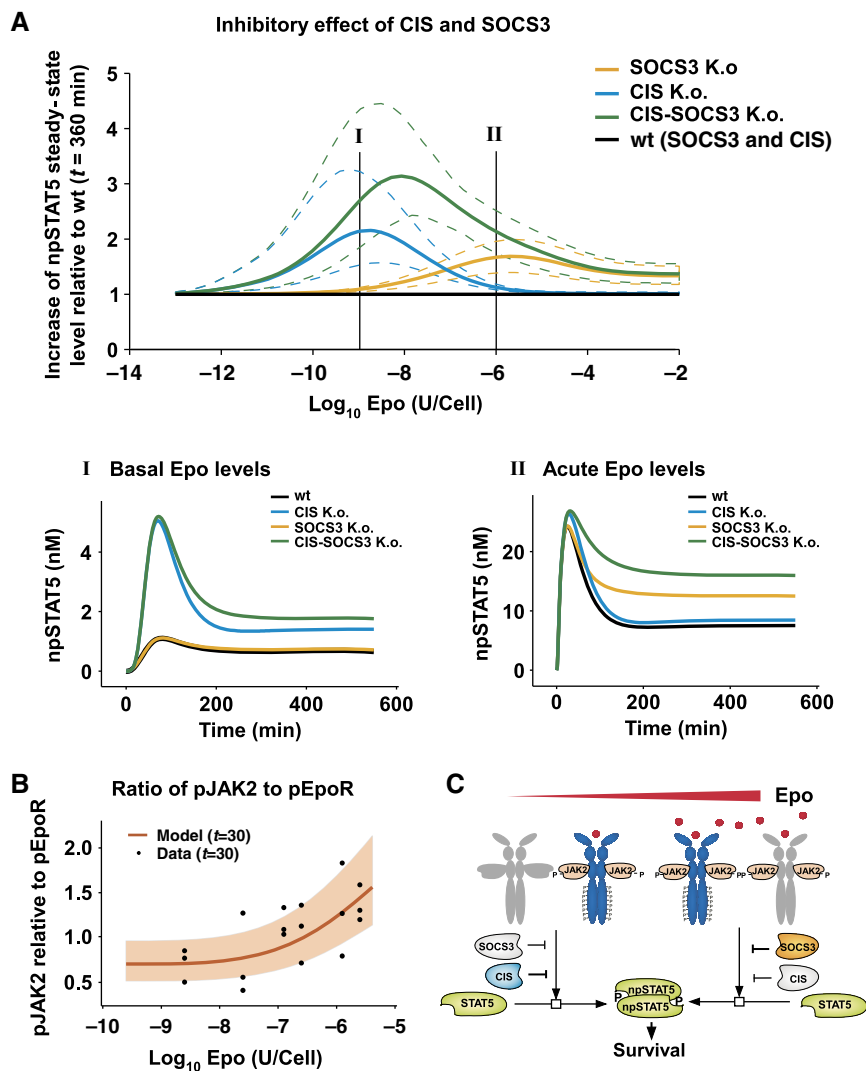 A
Inhibitory effect of CIS and SOCS3
Increase of npSTAT5 steady-state
level relative to wt (t = 360 min)
5
4
3
2
1
0
I
II
SOCS3 K.o
CIS K.o.
CIS-SOCS3 K.o.
wt (SOCS3 and CIS)
–14 –12 –10 –8 –6 –4 –2
Log10 Epo (U/Cell)
I Basal Epo levels
npSTAT5 (nM)
4
2
0
wt
CIS K.o.
SOCS3 K.o.
CIS-SOCS3 K.o.
0 200 400 600
Time (min)
II Acute Epo levels
npSTAT5 (nM)
20
10
0
wt
CIS K.o.
SOCS3 K.o.
CIS-SOCS3 K.o.
0 200 400 600
Time (min)
B
Ratio of pJAK2 to pEpoR
pJAK2 relative to pEpoR
2.0
1.5
1.0
0.5
Model (t=30)
Data (t=30)
–10 –9 –8 –7 –6 –5
Log10 Epo (U/Cell)
C
Epo
P JAK2 JAK2 P P JAK2 JAK2 P P JAK2 JAK2 P
SOCS3 SOCS3
CIS CIS
STAT5 P npSTAT5 npSTAT5 P STAT5
Survival